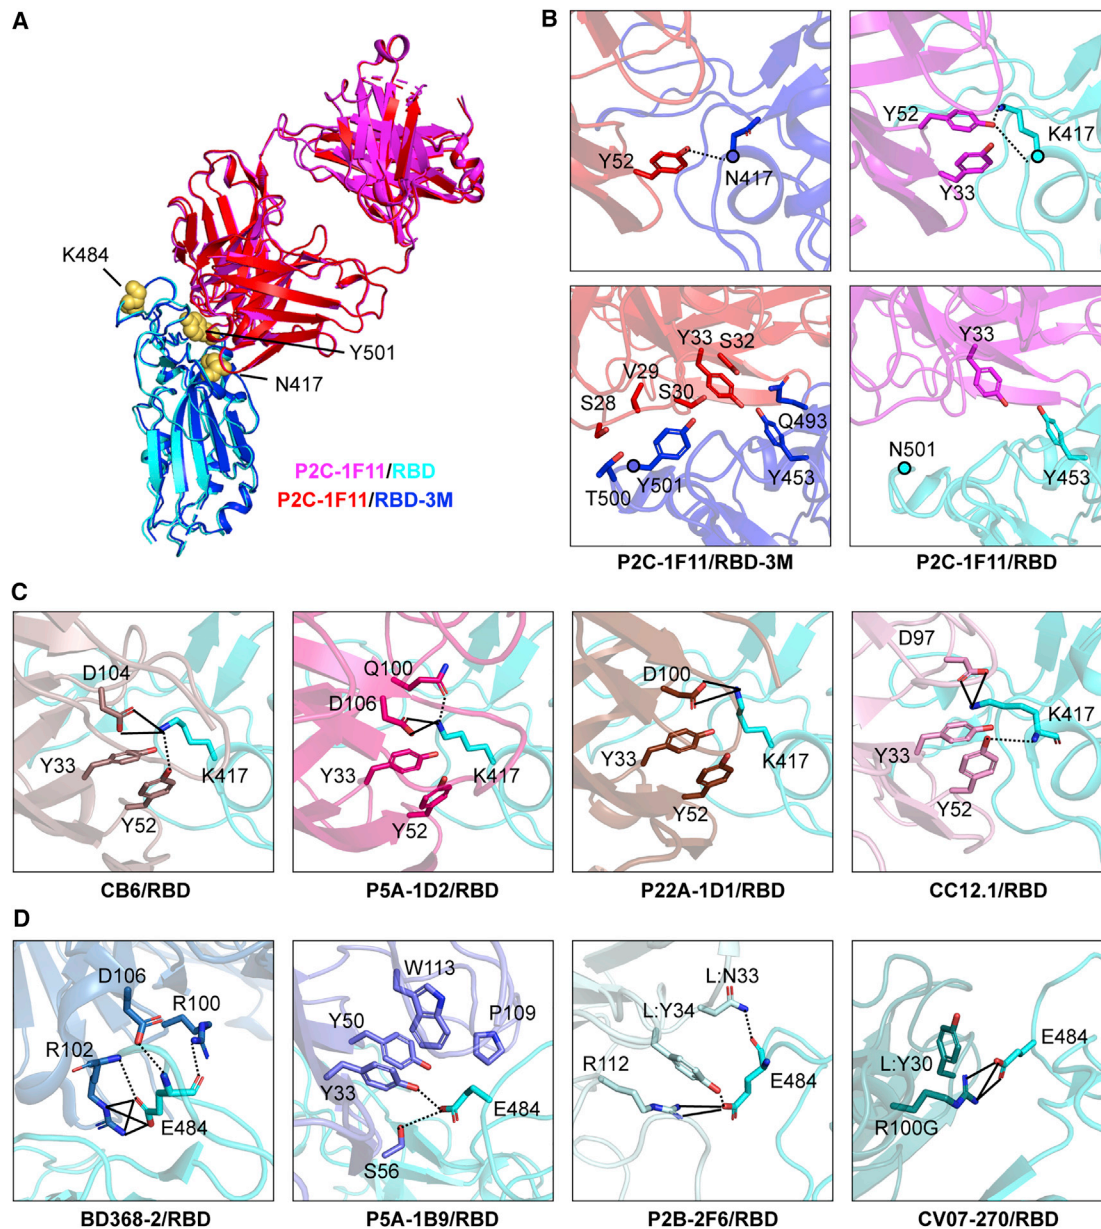 A
K484
Y501
N417
P2C-1F11/RBD
P2C-1F11/RBD-3M
B
Y52
N417
Y52
K417
Y33
Y33
S32
V29
S30
S28
Q493
T500
Y501
Y453
P2C-1F11/RBD-3M
Y33
N501
Y453
P2C-1F11/RBD
C
D104
Y33
K417
Y52
CB6/RBD
Q100
D106
Y33
K417
Y52
P5A-1D2/RBD
D100
Y33
K417
Y52
P22A-1D1/RBD
D97
K417
Y33
Y52
CC12.1/RBD
D
D106
R100
R102
E484
BD368-2/RBD
W113
Y50
P109
Y33
E484
S56
P5A-1B9/RBD
L:N33
L:Y34
R112
E484
P2B-2F6/RBD
E484
L:Y30
R100G
CV07-270/RBD